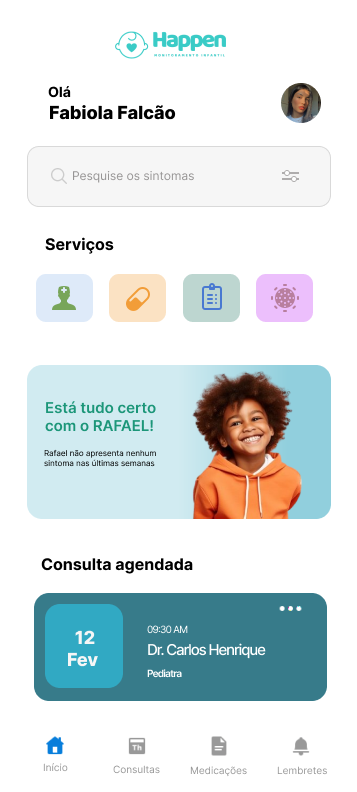 Happen
MONITORAMENTO INFANTIL
Olá
Fabiola Falcão
Pesquise os sintomas
Serviços
Está tudo certo
com o RAFAEL!
Rafael não apresenta nenhum
sintoma nas últimas semanas
Consulta agendada
12
Fev
09:30 AM
Dr. Carlos Henrique
Pediatra
Th
Início
Consultas
Medicações
Lembretes